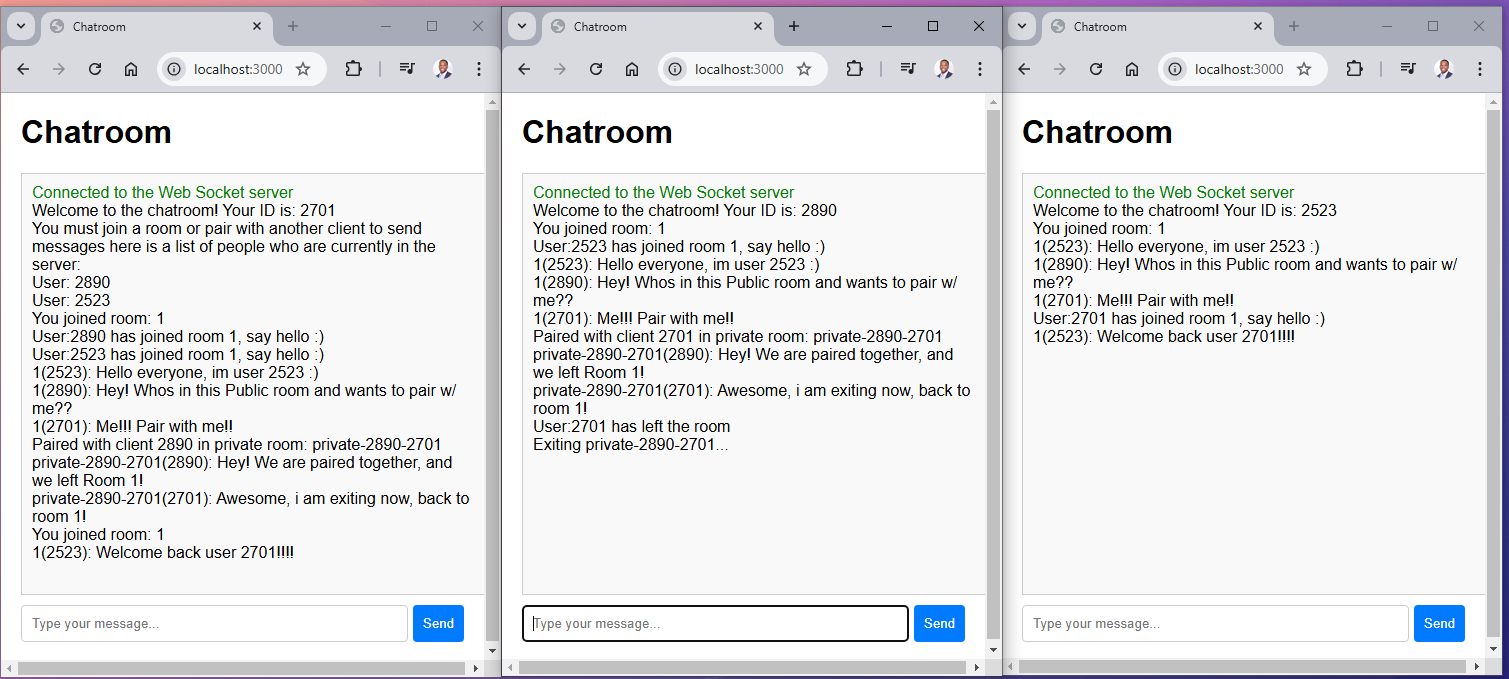 Chatroom
localhost:3000
Chatroom
Connected to the Web Socket server
Welcome to the chatroom! Your ID is: 2701
You must join a room or pair with another client to send
messages here is a list of people who are currently in the
server:
User: 2890
User: 2523
You joined room: 1
User:2890 has joined room 1, say hello :)
User:2523 has joined room 1, say hello :)
1(2523): Hello everyone, im user 2523 :)
1(2890): Hey! Whos in this Public room and wants to pair w/
me??
1(2701): Me!!! Pair with me!!
Paired with client 2890 in private room: private-2890-2701
private-2890-2701(2890): Hey! We are paired together, and
we left Room 1!
private-2890-2701(2701): Awesome, i am exiting now, back to
room 1!
You joined room: 1
1(2523): Welcome back user 2701!!!!
Type your message...
Send
Chatroom
localhost:3000
Chatroom
Connected to the Web Socket server
Welcome to the chatroom! Your ID is: 2890
You joined room: 1
User:2523 has joined room 1, say hello :)
1(2523): Hello everyone, im user 2523 :)
1(2890): Hey! Whos in this Public room and wants to pair w/
me??
1(2701): Me!!! Pair with me!!
Paired with client 2701 in private room: private-2890-2701
private-2890-2701(2890): Hey! We are paired together, and
we left Room 1!
private-2890-2701(2701): Awesome, i am exiting now, back to
room 1!
User:2701 has left the room
Exiting private-2890-2701...
Type your message...
Send
Chatroom
localhost:3000
Chatroom
Connected to the Web Socket server
Welcome to the chatroom! Your ID is: 2523
You joined room: 1
1(2523): Hello everyone, im user 2523 :)
1(2890): Hey! Whos in this Public room and wants to pair w/
me??
1(2701): Me!!! Pair with me!!
User:2701 has joined room 1, say hello :)
1(2523): Welcome back user 2701!!!!
Type your message...
Send